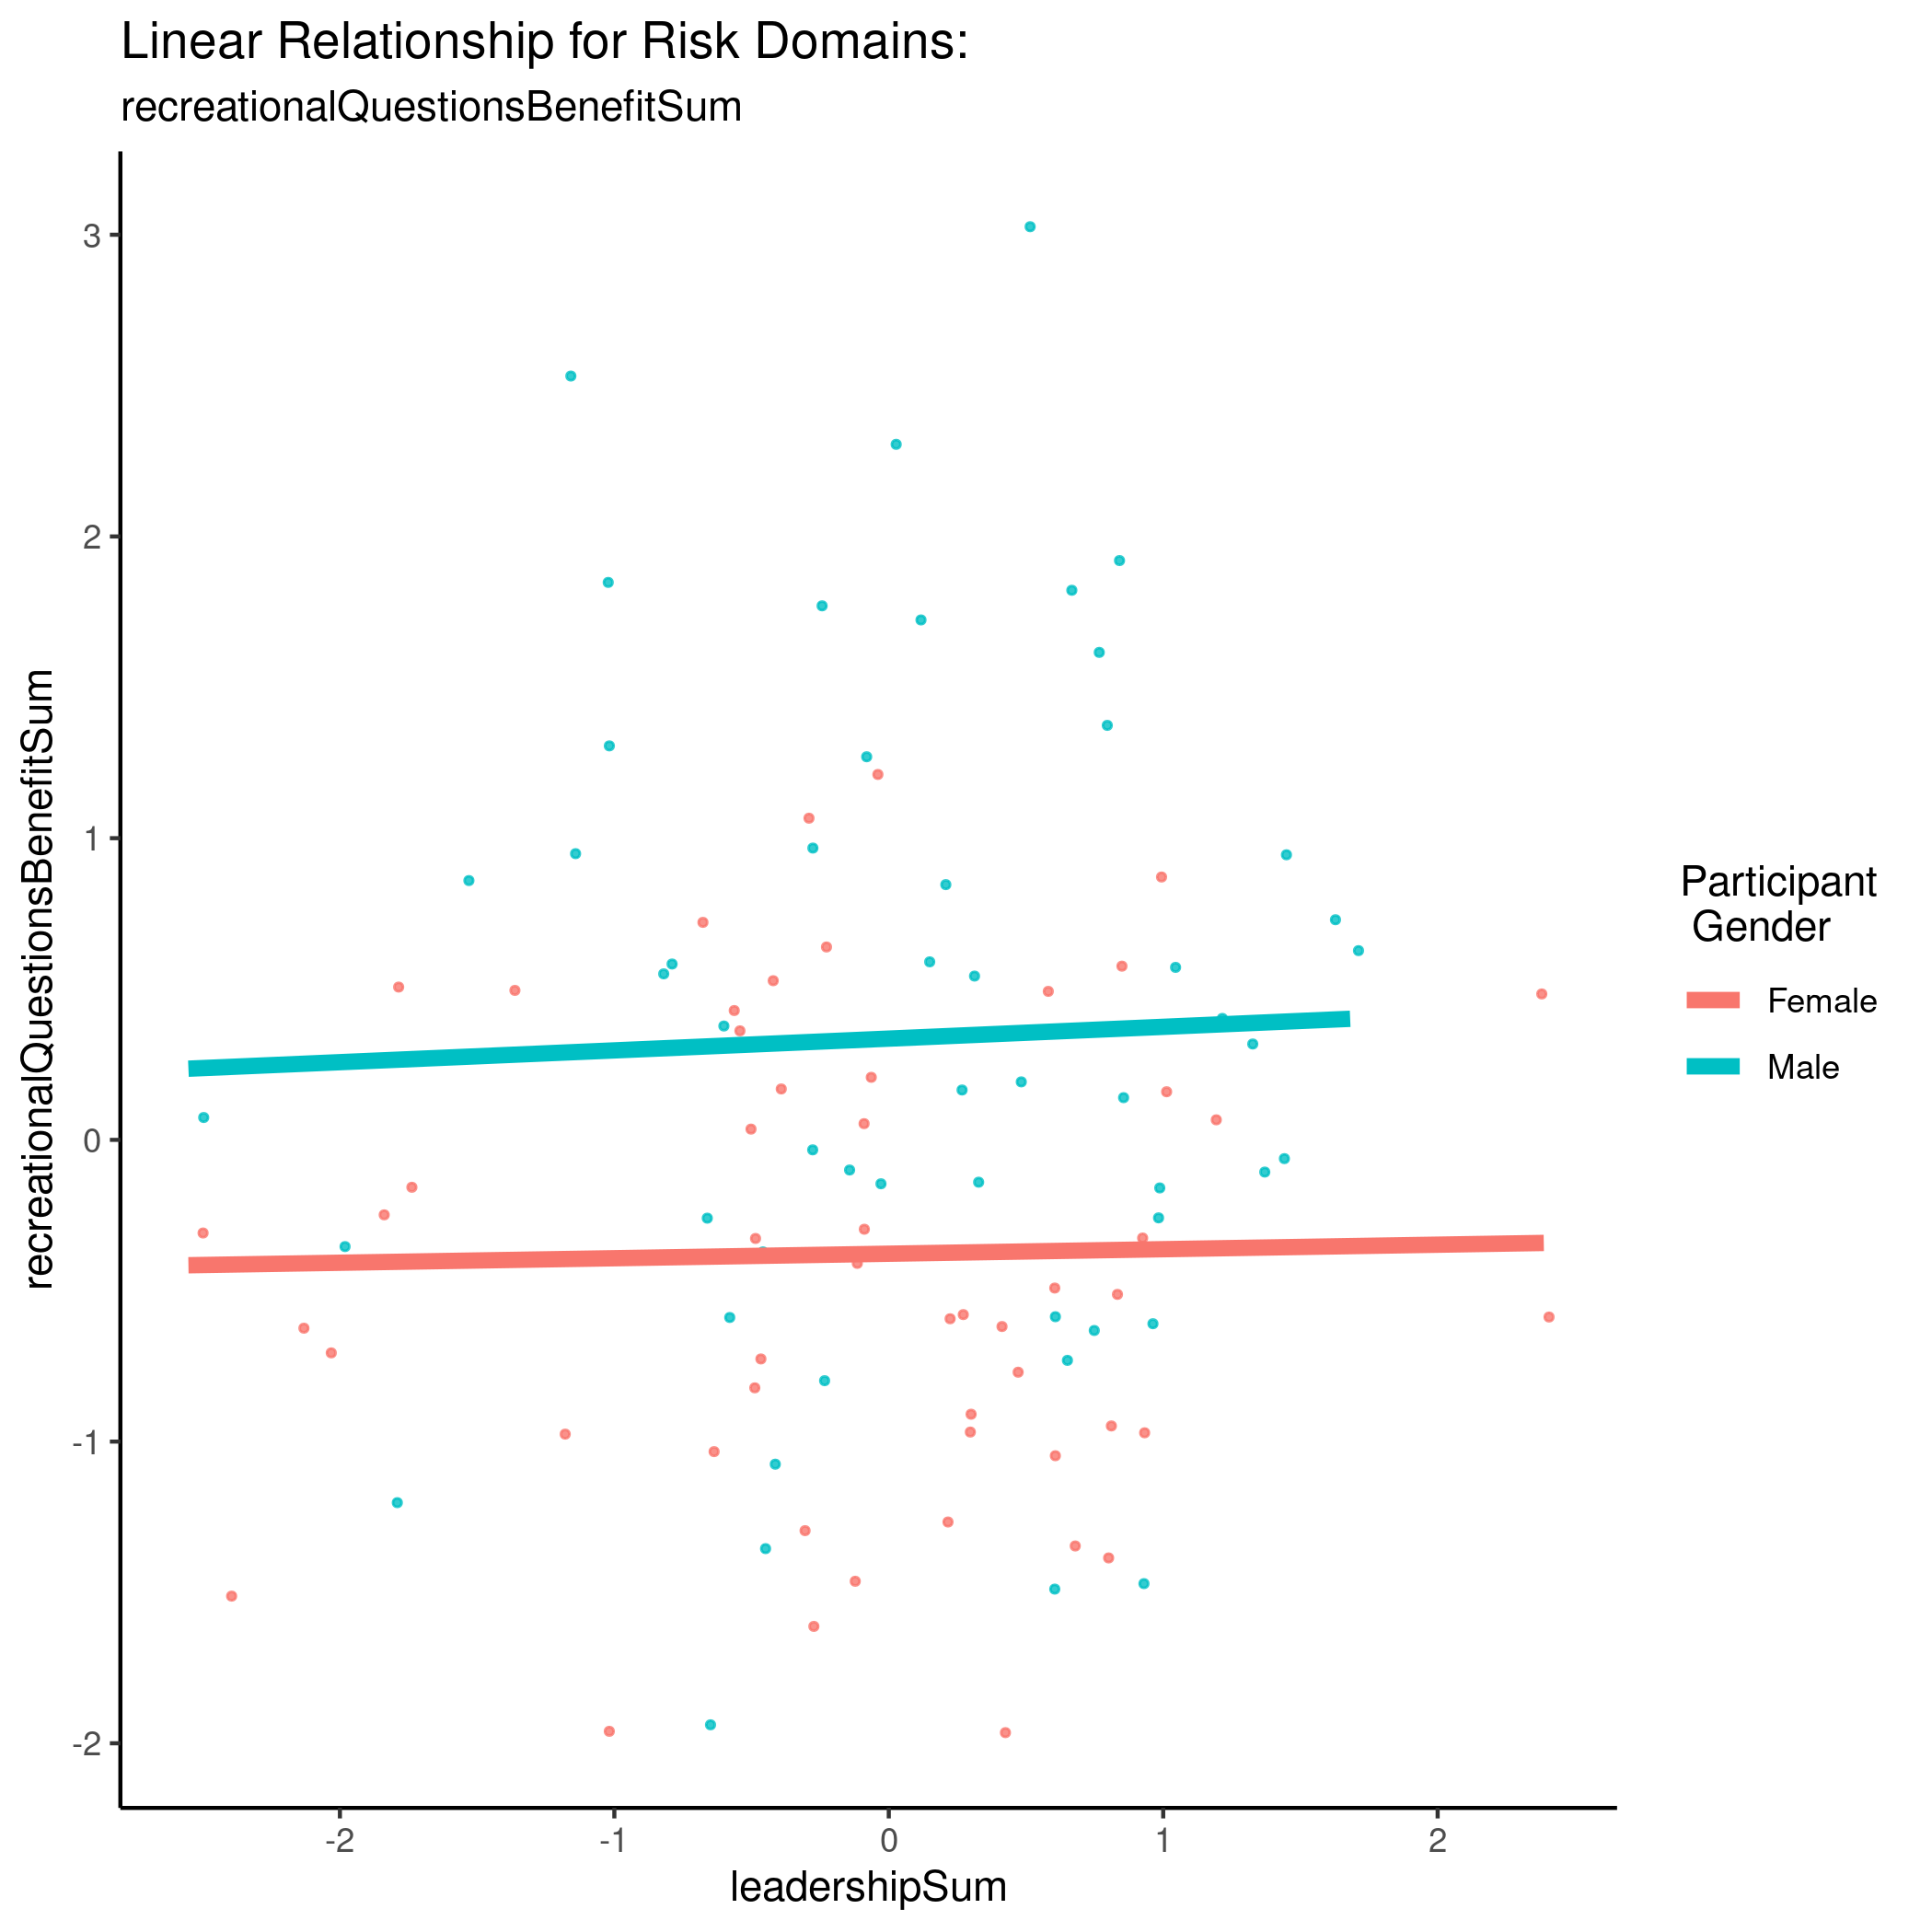 Linear Relationship for Risk Domains:
recreationalQuestionsBenefitSum
recreationalQuestionsBenefitSum
3
2
1
0
-1
-2
-2
-1
0
1
2
leadershipSum
Participant
Gender
Female
Male